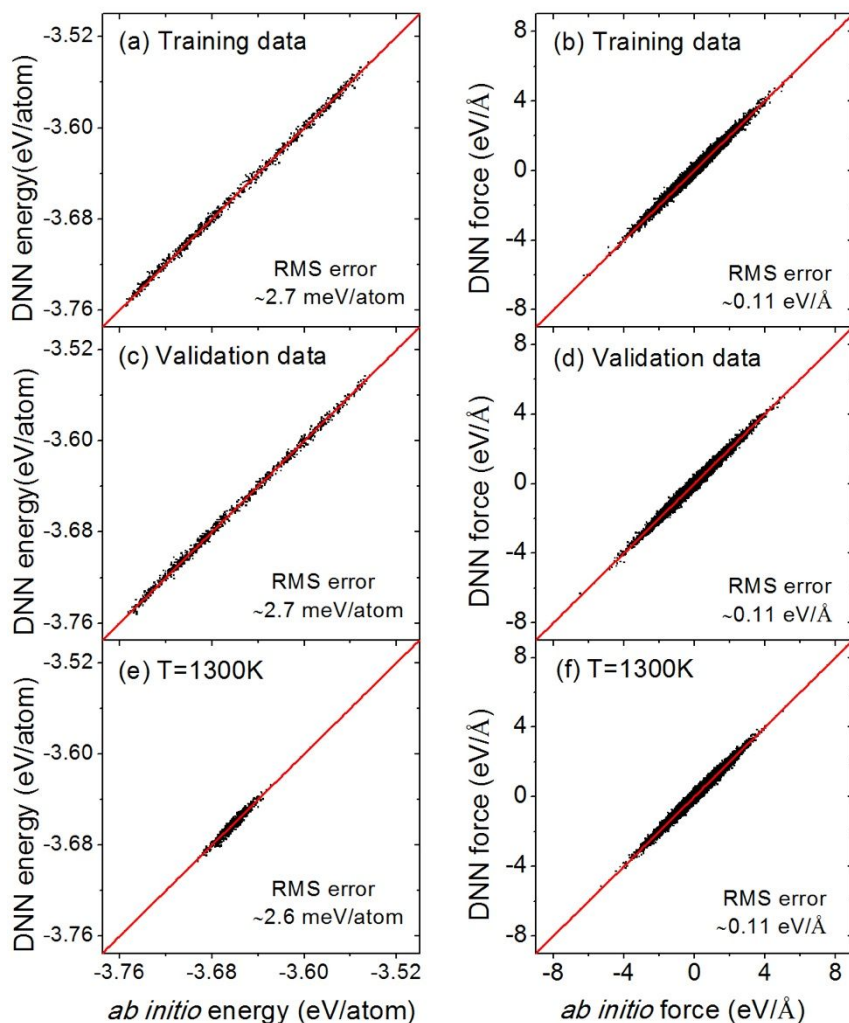 (a) Training data
DNN energy(eV/atom)
-3.52
-3.60
-3.68
-3.76
RMS error
~2.7 meV/atom
(b) Training data
DNN force (eV/Å)
8
4
0
-4
-8
RMS error
~0.11 eV/Å
(c) Validation data
DNN energy(eV/atom)
-3.52
-3.60
-3.68
-3.76
RMS error
~2.7 meV/atom
(d) Validation data
DNN force (eV/Å)
8
4
0
-4
-8
RMS error
~0.11 eV/Å
(e) T=1300K
DNN energy (eV/atom)
-3.52
-3.60
-3.68
-3.76
RMS error
~2.6 meV/atom
-3.76 -3.68 -3.60 -3.52
ab initio energy (eV/atom)
(f) T=1300K
DNN force (eV/Å)
8
4
0
-4
-8
RMS error
~0.11 eV/Å
-8 -4 0 4 8
ab initio force (eV/Å)